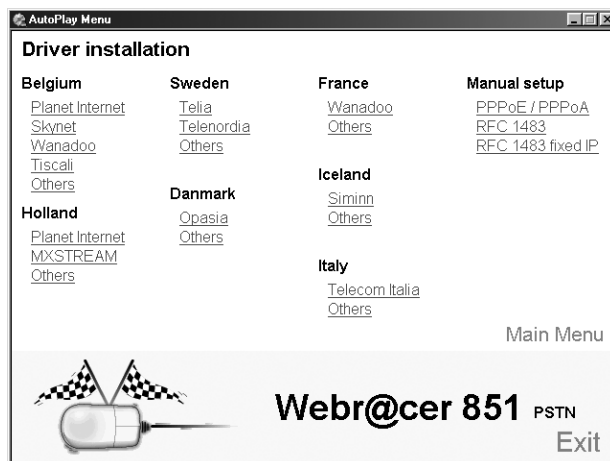 AutoPlay Menu
Driver installation
Belgium
Planet Internet
Skynet
Wanadoo
Tiscali
Others
Holland
Planet Internet
MXSTREAM
Others
Sweden
Telia
Telenordia
Others
Danmark
Opasia
Others
France
Wanadoo
Others
Iceland
Siminn
Others
Italy
Telecom Italia
Others
Manual setup
PPPoE / PPPoA
RFC 1483
RFC 1483 fixed IP
Main Menu
Webr@cer 851 PSTN
Exit